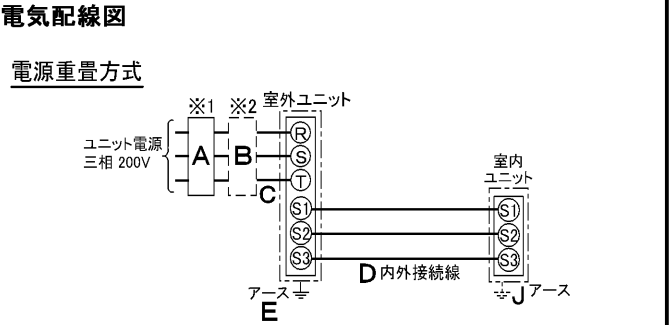 電気配線図
電源重畳方式
※1 ※2 室外ユニット
ユニット電源
三相 200V
A B C
R
S
T
S1
S2
S3
室内
ユニット
S1
S2
S3
D 内外接続線
アース
E
J アース